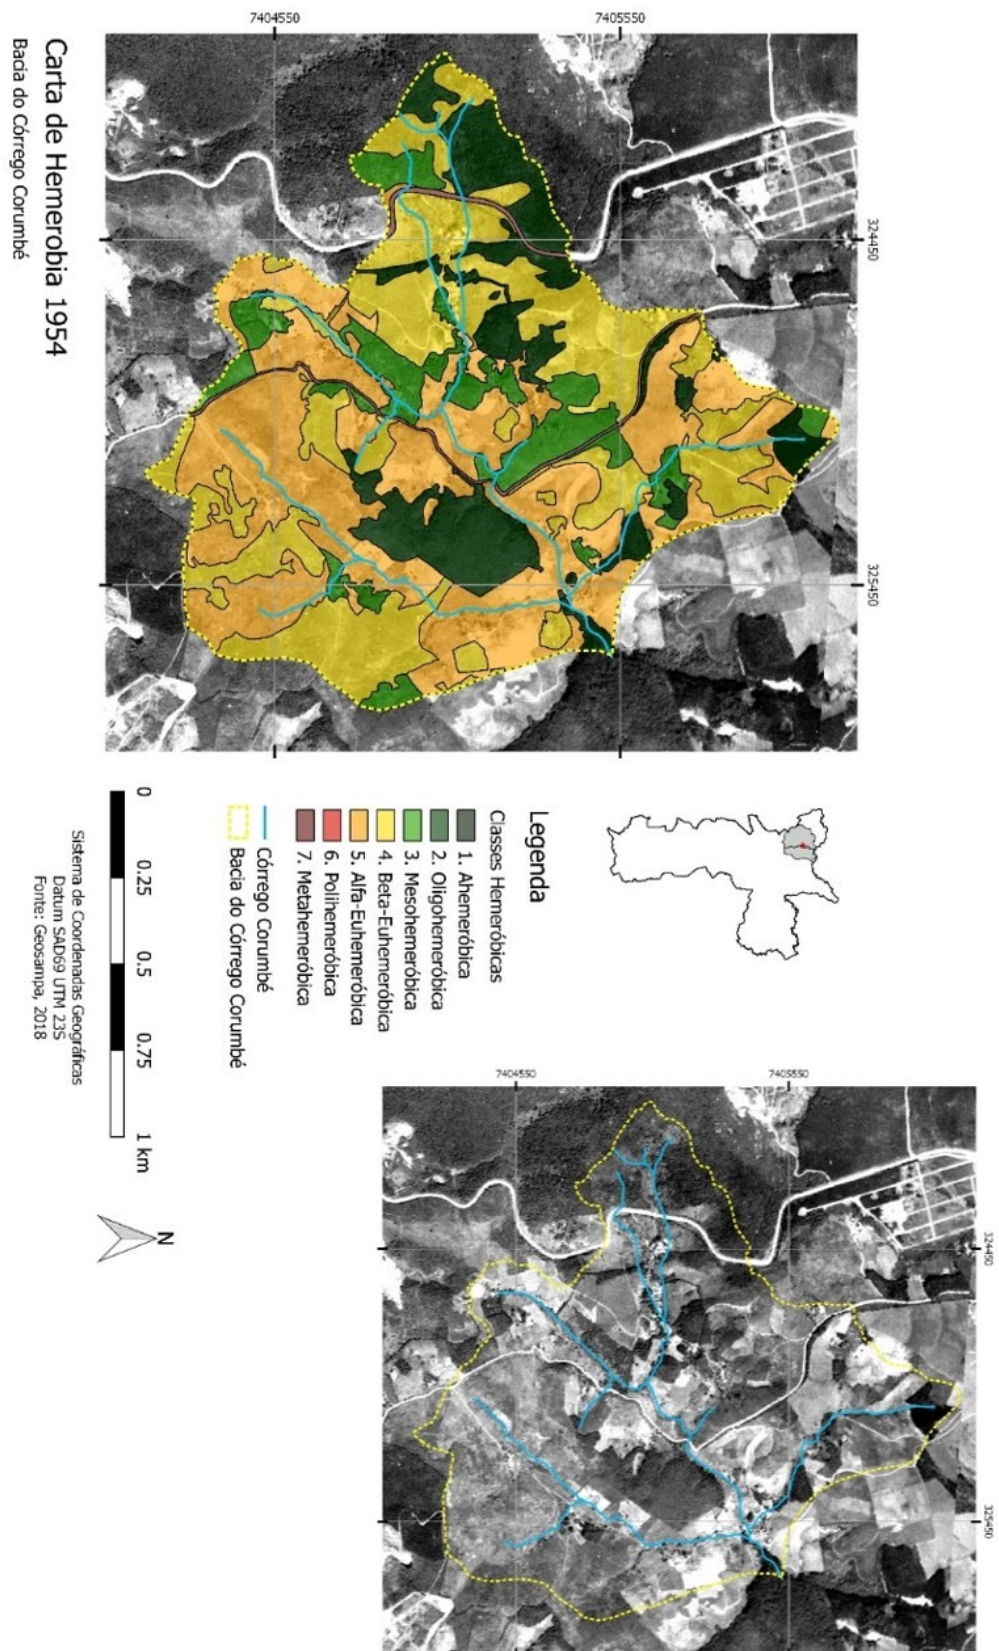 Carta de Hemerobia 1954
Bacia do Córrego Corumbé
7404550
7405550
324450
325450
Legenda
Classes Hemeróbicas
1. Ahemeróbica
2. Oligohemeróbica
3. Mesohemeróbica
4. Beta-Euhemeróbica
5. Alfa-Euhemeróbica
6. Polihemeróbica
7. Metahemeróbica
Córrego Corumbé
Bacia do Córrego Corumbé
0
0.25
0.5
0.75
1 km
Sistema de Coordenadas Geográficas
Datum SAD69 UTM 23S
Fonte: Geosampa, 2018
N
7404550
7405550
324450
325450